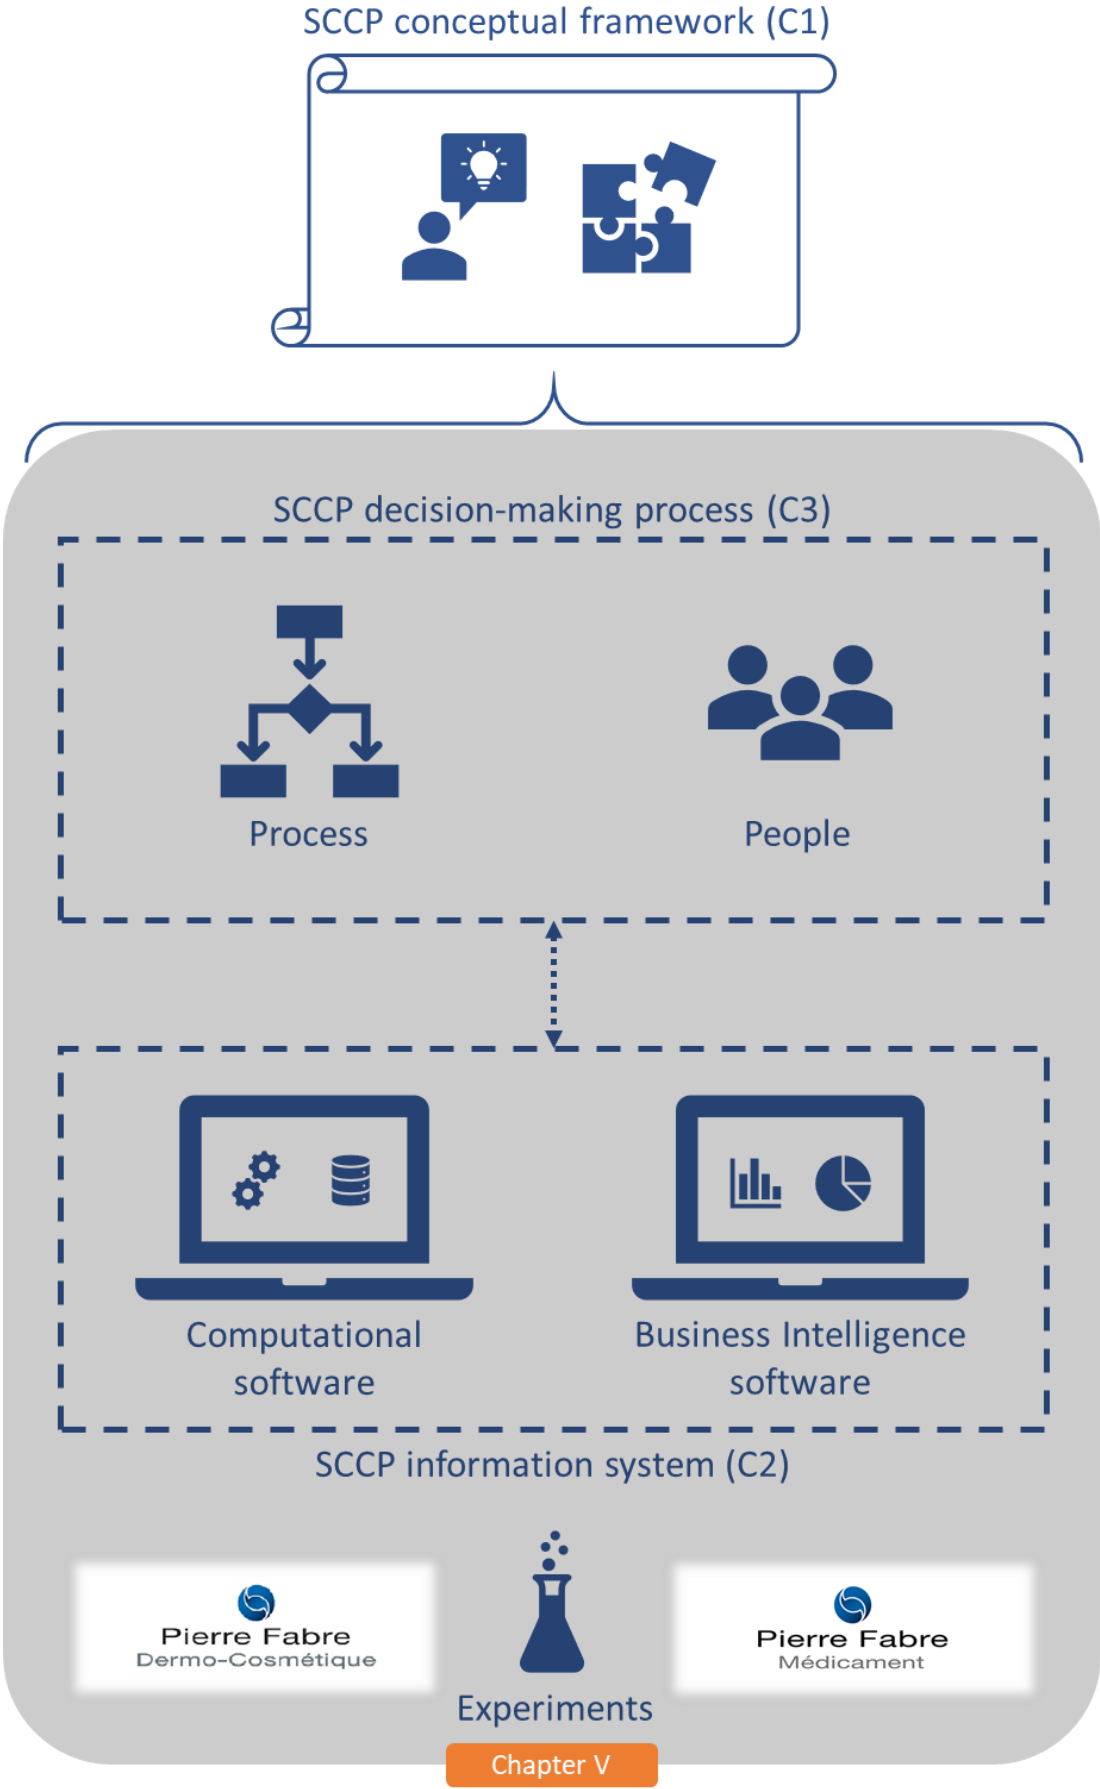 SCCP conceptual framework (C1)
SCCP decision-making process (C3)
Process
People
Computational
software
Business Intelligence
software
SCCP information system (C2)
Pierre Fabre
Dermo-Cosmétique
Pierre Fabre
Médicament
Experiments
Chapter V